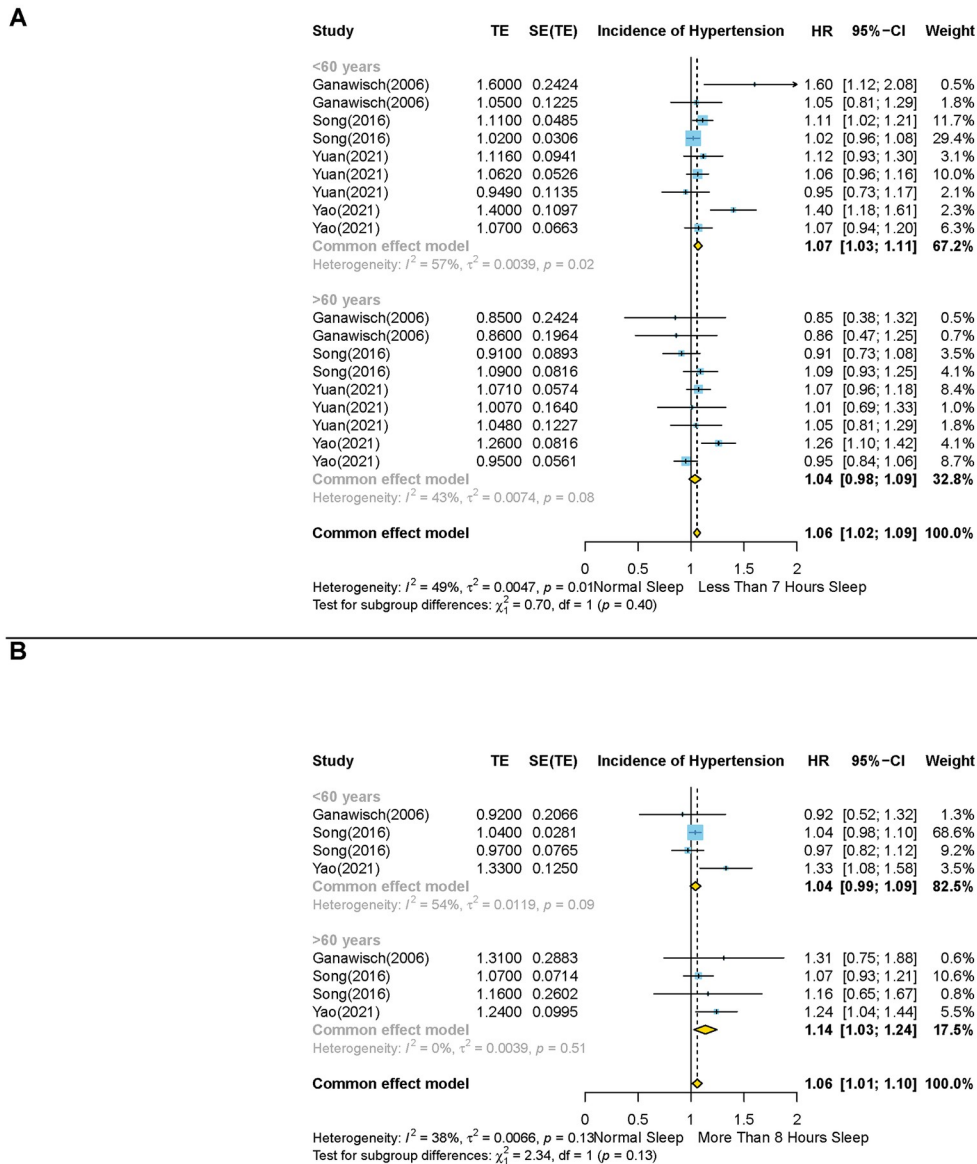 A
Study TE SE(TE) Incidence of Hypertension HR 95%−CI Weight
<60 years
Ganawisch(2006) 1.6000 0.2424 1.60 [1.12; 2.08] 0.5%
Ganawisch(2006) 1.0500 0.1225 1.05 [0.81; 1.29] 1.8%
Song(2016) 1.1100 0.0485 1.11 [1.02; 1.21] 11.7%
Song(2016) 1.0200 0.0306 1.02 [0.96; 1.08] 29.4%
Yuan(2021) 1.1160 0.0941 1.12 [0.93; 1.30] 3.1%
Yuan(2021) 1.0620 0.0526 1.06 [0.96; 1.16] 10.0%
Yuan(2021) 0.9490 0.1135 0.95 [0.73; 1.17] 2.1%
Yao(2021) 1.4000 0.1097 1.40 [1.18; 1.61] 2.3%
Yao(2021) 1.0700 0.0663 1.07 [0.94; 1.20] 6.3%
Common effect model 1.07 [1.03; 1.11] 67.2%
Heterogeneity: I² = 57%, τ² = 0.0039, p = 0.02
>60 years
Ganawisch(2006) 0.8500 0.2424 0.85 [0.38; 1.32] 0.5%
Ganawisch(2006) 0.8600 0.1964 0.86 [0.47; 1.25] 0.7%
Song(2016) 0.9100 0.0893 0.91 [0.73; 1.08] 3.5%
Song(2016) 1.0900 0.0816 1.09 [0.93; 1.25] 4.1%
Yuan(2021) 1.0710 0.0574 1.07 [0.96; 1.18] 8.4%
Yuan(2021) 1.0070 0.1640 1.01 [0.69; 1.33] 1.0%
Yuan(2021) 1.0480 0.1227 1.05 [0.81; 1.29] 1.8%
Yao(2021) 1.2600 0.0816 1.26 [1.10; 1.42] 4.1%
Yao(2021) 0.9500 0.0561 0.95 [0.84; 1.06] 8.7%
Common effect model 1.04 [0.98; 1.09] 32.8%
Heterogeneity: I² = 43%, τ² = 0.0074, p = 0.08
Common effect model 1.06 [1.02; 1.09] 100.0%
0 0.5 1 1.5 2
Heterogeneity: I² = 49%, τ² = 0.0047, p = 0.01 Normal Sleep Less Than 7 Hours Sleep
Test for subgroup differences: χ²₁ = 0.70, df = 1 (p = 0.40)
B
Study TE SE(TE) Incidence of Hypertension HR 95%−CI Weight
<60 years
Ganawisch(2006) 0.9200 0.2066 0.92 [0.52; 1.32] 1.3%
Song(2016) 1.0400 0.0281 1.04 [0.98; 1.10] 68.6%
Song(2016) 0.9700 0.0765 0.97 [0.82; 1.12] 9.2%
Yao(2021) 1.3300 0.1250 1.33 [1.08; 1.58] 3.5%
Common effect model 1.04 [0.99; 1.09] 82.5%
Heterogeneity: I² = 54%, τ² = 0.0119, p = 0.09
>60 years
Ganawisch(2006) 1.3100 0.2883 1.31 [0.75; 1.88] 0.6%
Song(2016) 1.0700 0.0714 1.07 [0.93; 1.21] 10.6%
Song(2016) 1.1600 0.2602 1.16 [0.65; 1.67] 0.8%
Yao(2021) 1.2400 0.0995 1.24 [1.04; 1.44] 5.5%
Common effect model 1.14 [1.03; 1.24] 17.5%
Heterogeneity: I² = 0%, τ² = 0.0039, p = 0.51
Common effect model 1.06 [1.01; 1.10] 100.0%
0 0.5 1 1.5 2
Heterogeneity: I² = 38%, τ² = 0.0066, p = 0.13 Normal Sleep More Than 8 Hours Sleep
Test for subgroup differences: χ²₁ = 2.34, df = 1 (p = 0.13)